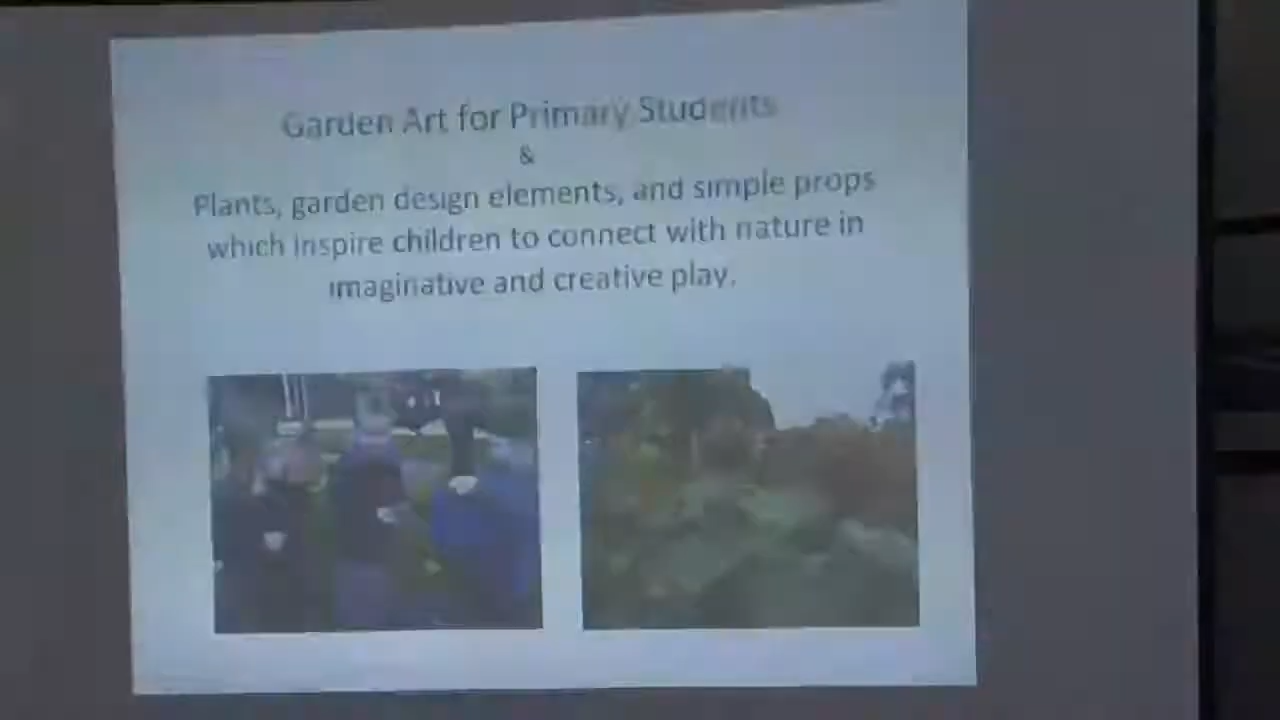 Garden Art for Primary Students
&
Plants, garden design elements, and simple props
which inspire children to connect with nature in
imaginative and creative play.